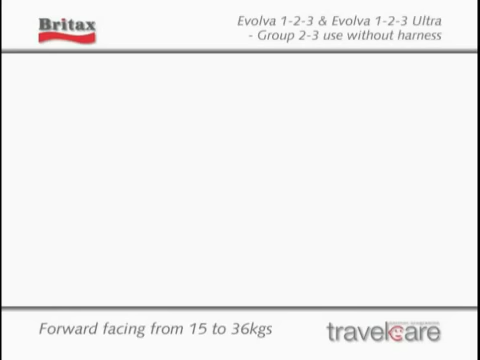 Britax
Evolva 1-2-3 & Evolva 1-2-3 Ultra
- Group 2-3 use without harness
Forward facing from 15 to 36kgs
travelcare